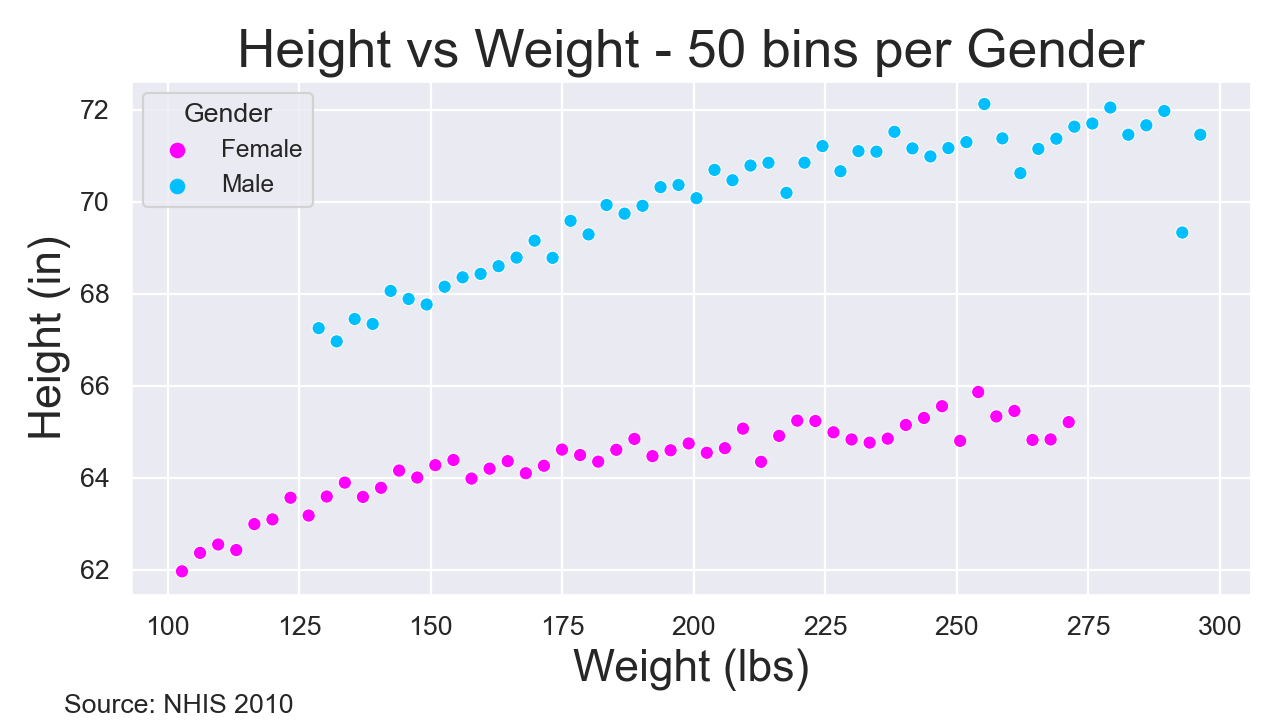 Height vs Weight - 50 bins per Gender
Height (in)
72
70
68
66
64
62
Gender
Female
Male
100 125 150 175 200 225 250 275 300
Weight (lbs)
Source: NHIS 2010